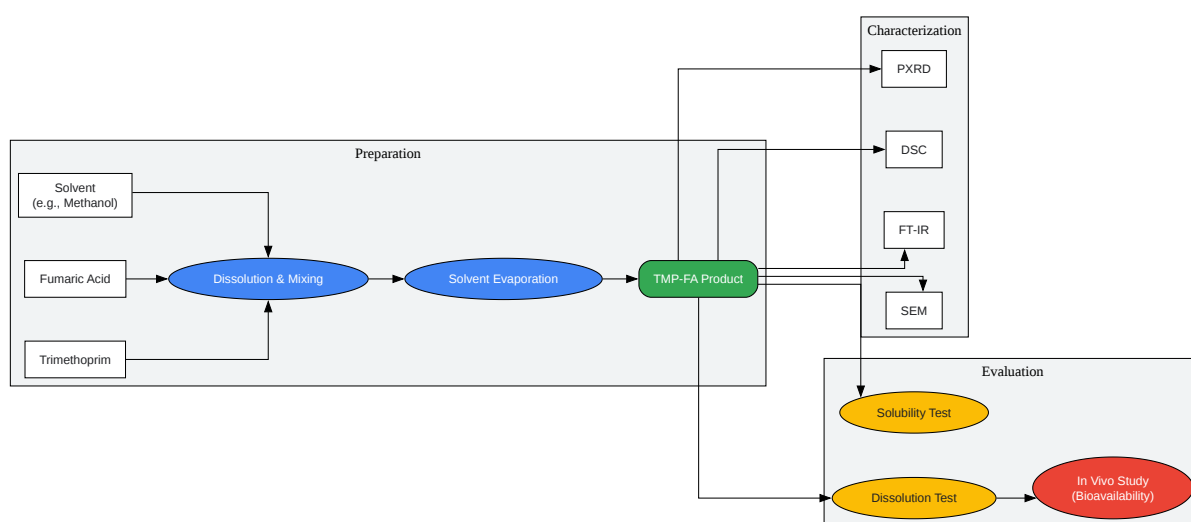 Preparation
Solvent
(e.g., Methanol)
Fumaric Acid
Trimethoprim
Dissolution & Mixing
Solvent Evaporation
TMP-FA Product
Characterization
PXRD
DSC
FT-IR
SEM
Evaluation
Solubility Test
Dissolution Test
In Vivo Study
(Bioavailability)